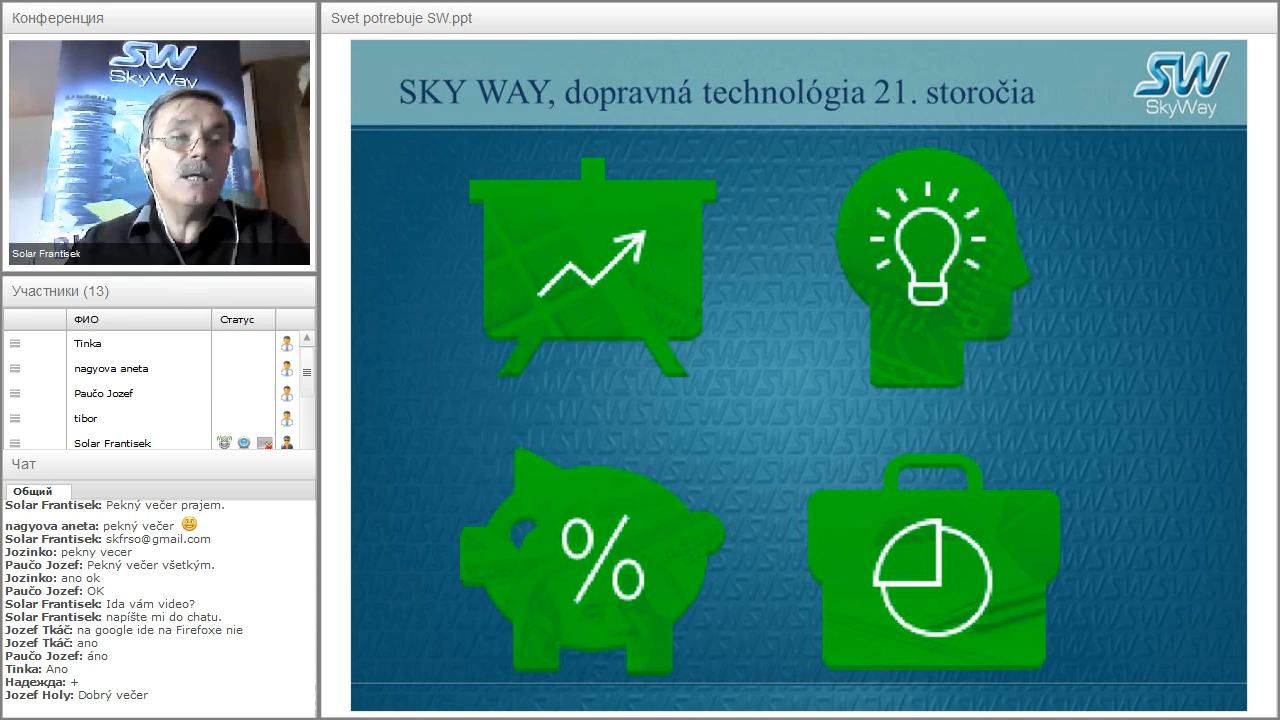 Конференция
SW
SkyWay
Solar Frantisek
Участники (13)
ФИО Статус
Tinka
nagyova aneta
Paučo Jozef
tibor
Solar Frantisek
Чат
Общий
Solar Frantisek: Pekný večer prajem.
nagyova aneta: pekný večer
Solar Frantisek: skfrso@gmail.com
Jozinko: pekny vecer
Paučo Jozef: Pekný večer všetkým.
Jozinko: ano ok
Paučo Jozef: OK
Solar Frantisek: Ida vám video?
Solar Frantisek: napíšte mi do chatu.
Jozef Tkáč: na google ide na Firefoxe nie
Jozef Tkáč: ano
Paučo Jozef: áno
Tinka: Ano
Надежда: +
Jozef Holy: Dobrý večer
Svet potrebuje SW.ppt
SKY WAY, dopravná technológia 21. storočia
SW
SkyWay
%